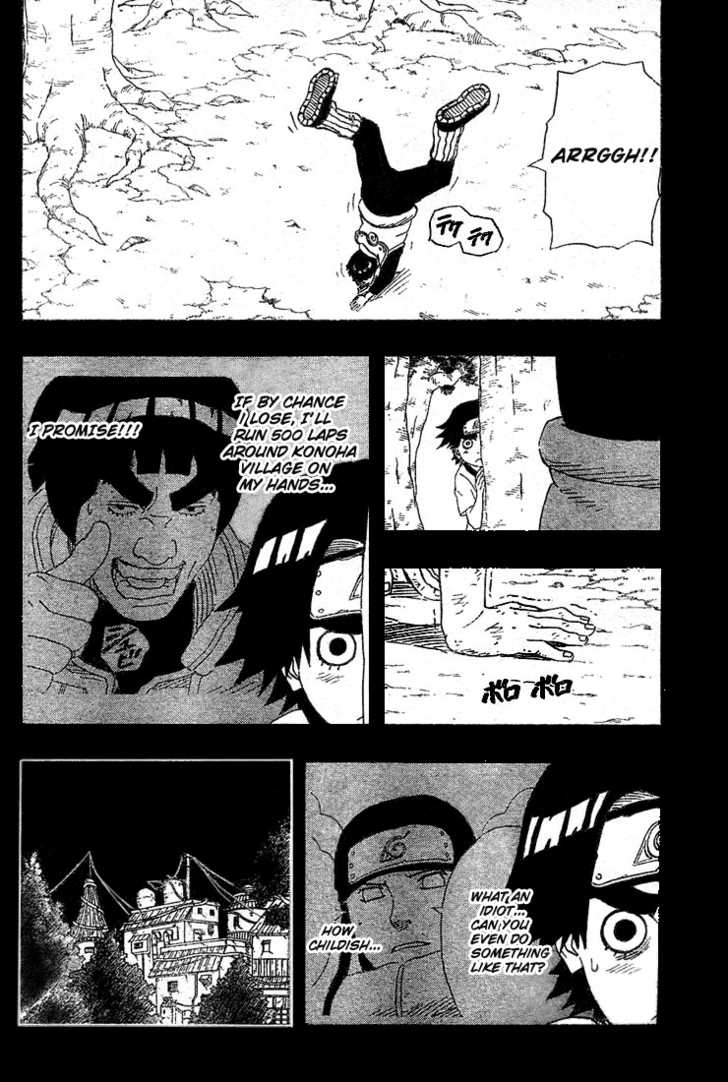 ARRGGH!!
テク テク
IF BY CHANCE
I LOSE, I'LL
RUN 500 LAPS
AROUND KONOHA
VILLAGE ON
MY HANDS...
I PROMISE!!!
ボロ ボロ
WHAT AN
IDIOT...
CAN YOU
EVEN DO
SOMETHING
LIKE THAT?
HOW
CHILDISH...